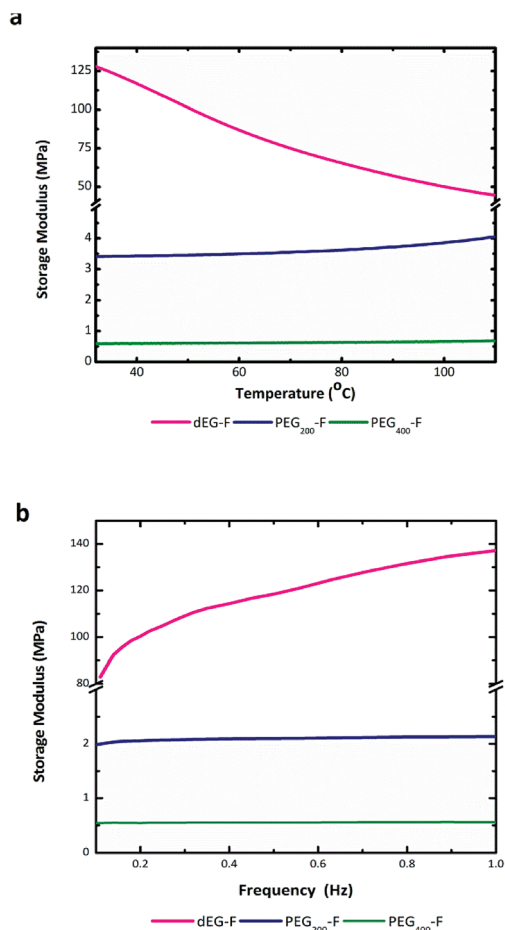 a
125
100
75
50
4
3
2
1
0
Storage Modulus (MPa)
40 60 80 100
Temperature (°C)
dEG-F PEG200-F PEG400-F
b
140
120
100
80
2
1
0
Storage Modulus (MPa)
0.2 0.4 0.6 0.8 1.0
Frequency (Hz)
dEG-F PEG200-F PEG400-F